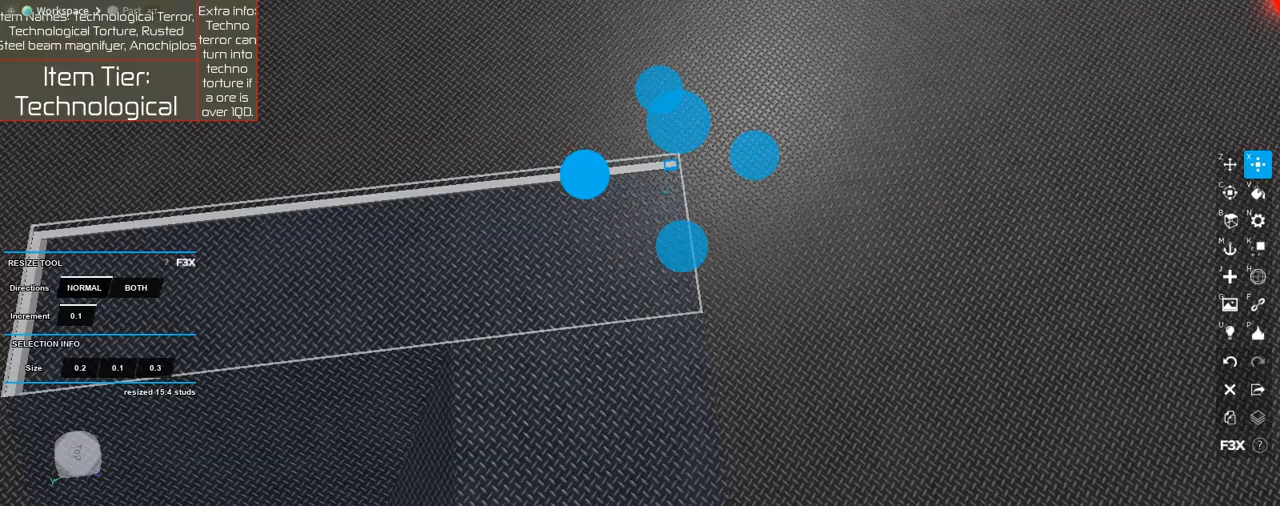 Workspace > Part
Item Names: Technological Terror,
Technological Torture, Rusted
Steel beam magnifyer, Anochiplos
Item Tier:
Technological
Extra info:
Techno
terror can
turn into
techno
torture if
a ore is
over 1QD.
RESIZE TOOL ? F3X
Directions NORMAL BOTH
Increment 0.1
SELECTION INFO
Size 0.2 0.1 0.3
resized 15.4 studs
TOP
Y
Z X
C V
B N
M K
J H
G F
U P
F3X ?